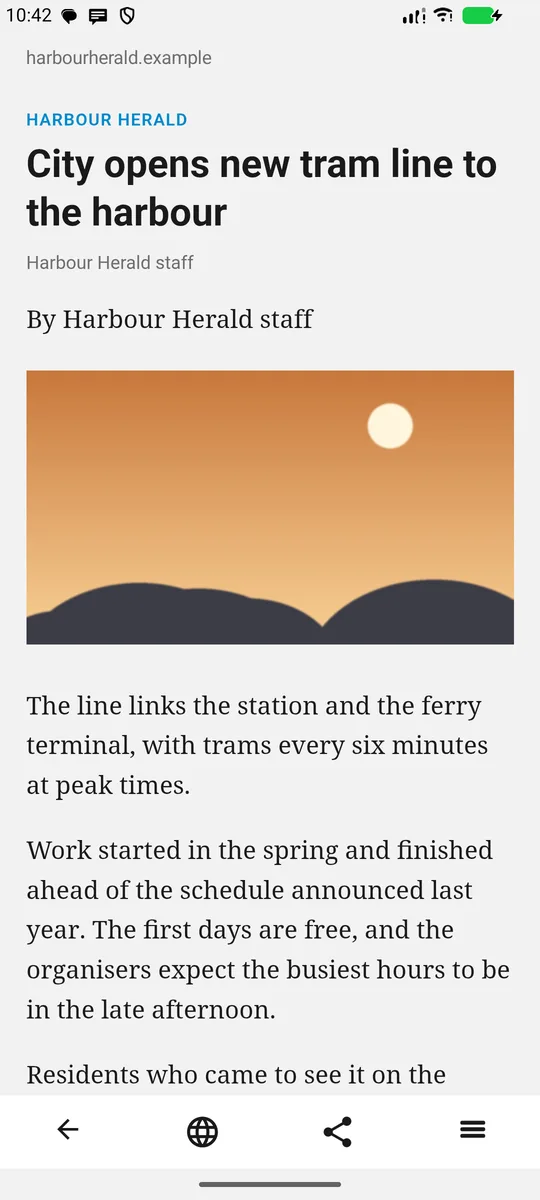 10:42
harbourherald.example
HARBOUR HERALD
City opens new tram line to
the harbour
Harbour Herald staff
By Harbour Herald staff
The line links the station and the ferry
terminal, with trams every six minutes
at peak times.
Work started in the spring and finished
ahead of the schedule announced last
year. The first days are free, and the
organisers expect the busiest hours to be
in the late afternoon.
Residents who came to see it on the